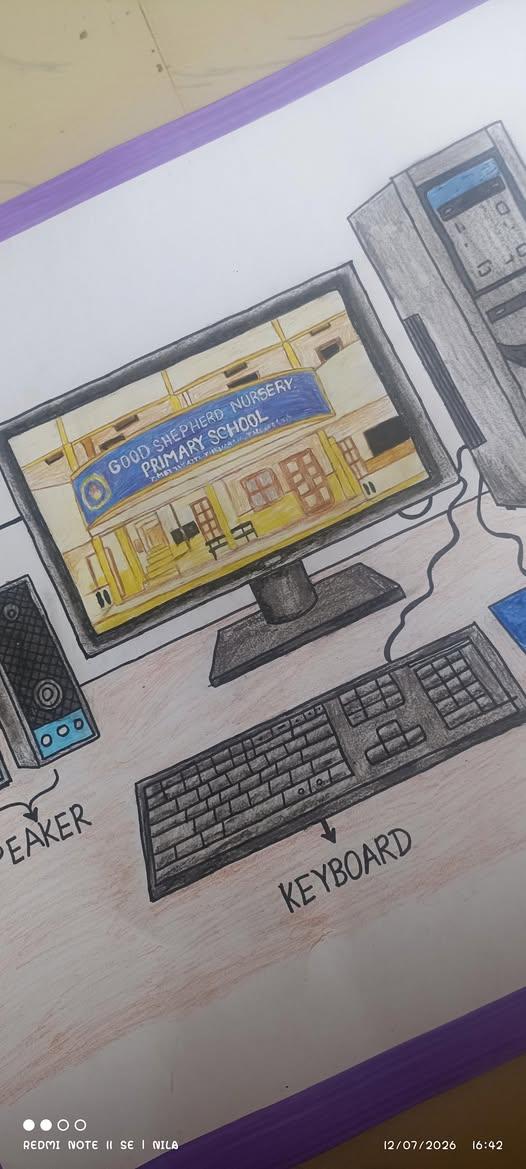 GOOD SHEPHERD NURSERY
PRIMARY SCHOOL
PEAKER
KEYBOARD
REDMI NOTE 11 SE | NILA
12/07/2026 16:42